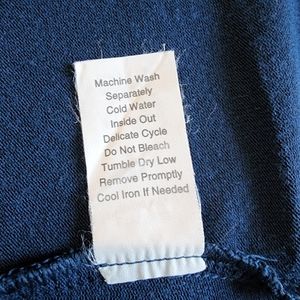 Machine Wash
Separately
Cold Water
Inside Out
Delicate Cycle
Do Not Bleach
Tumble Dry Low
Remove Promptly
Cool Iron If Needed